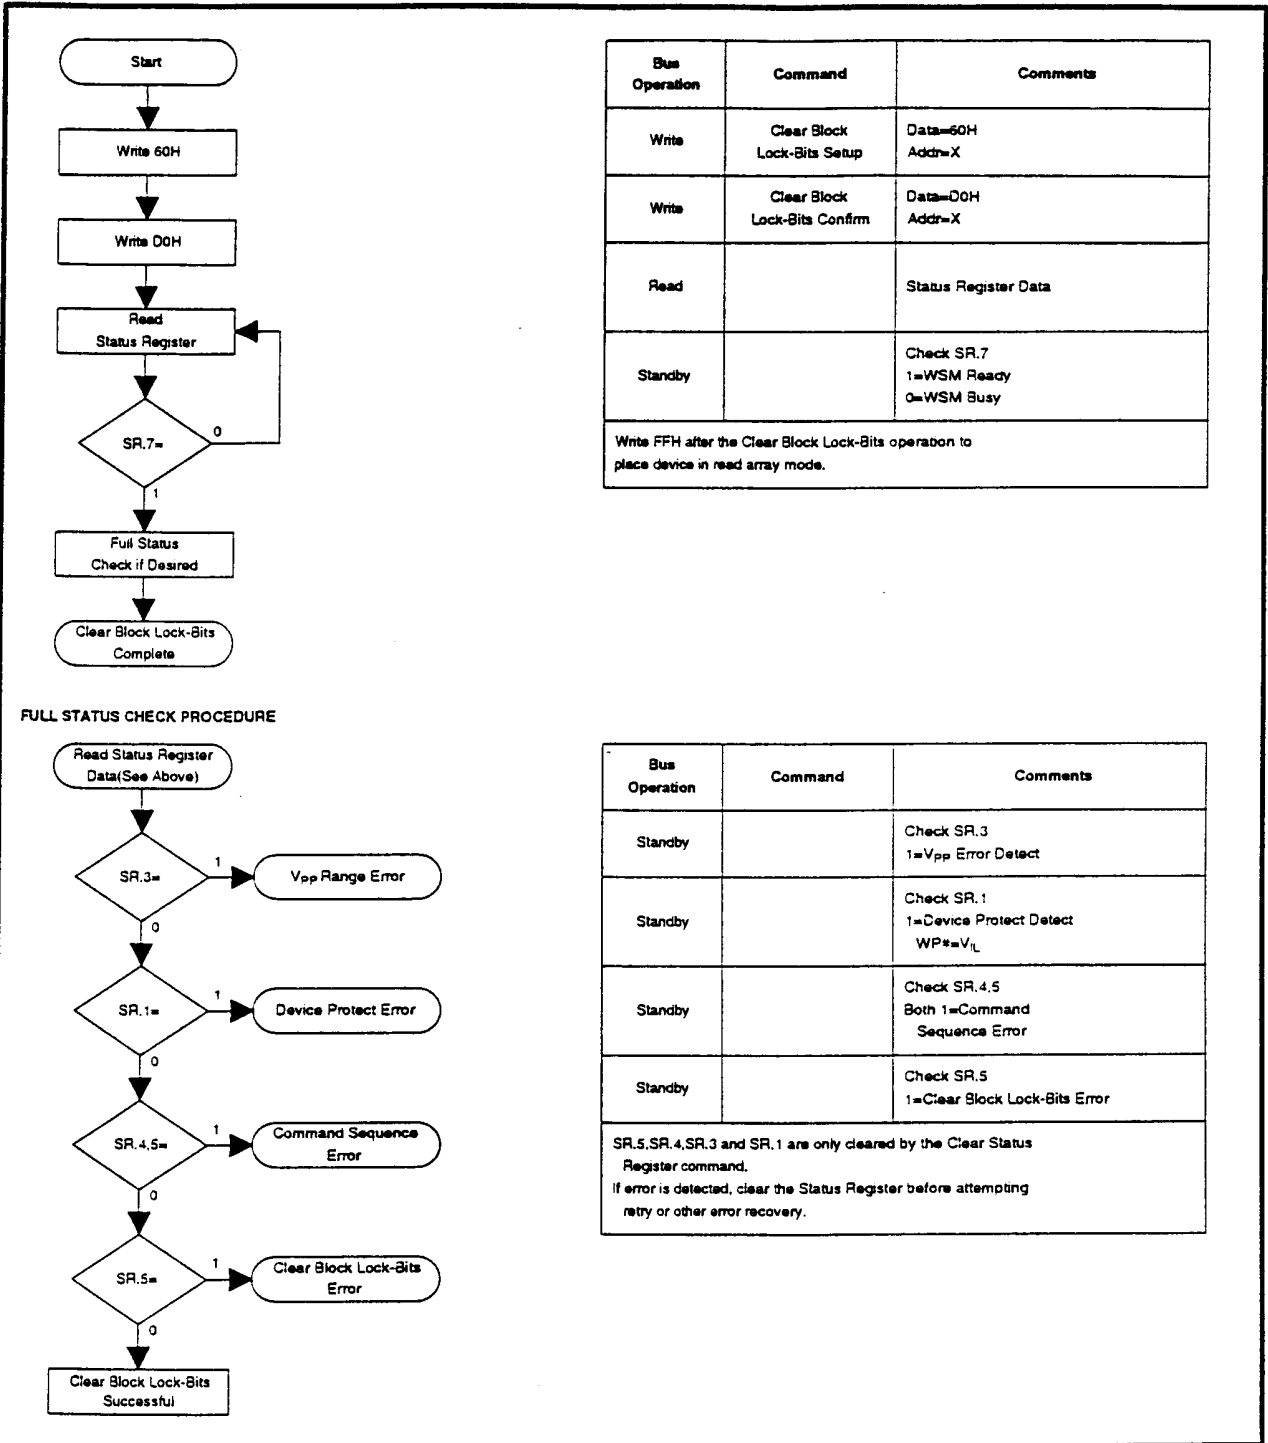 Start
Write 60H
Write D0H
Read
Status Register
SR.7=
0
1
Full Status
Check if Desired
Clear Block Lock-Bits
Complete
Bus
Operation
Command
Comments
Write
Clear Block
Lock-Bits Setup
Data=60H
Addr=X
Write
Clear Block
Lock-Bits Confirm
Data=D0H
Addr=X
Read
Status Register Data
Standby
Check SR.7
1=WSM Ready
0=WSM Busy
Write FFH after the Clear Block Lock-Bits operation to
place device in read array mode.
FULL STATUS CHECK PROCEDURE
Read Status Register
Data(See Above)
SR.3=
1
VPP Range Error
0
SR.1=
1
Device Protect Error
0
SR.4,5=
1
Command Sequence
Error
0
SR.5=
1
Clear Block Lock-Bits
Error
0
Clear Block Lock-Bits
Successful
Bus
Operation
Command
Comments
Standby
Check SR.3
1=VPP Error Detect
Standby
Check SR.1
1=Device Protect Detect
WP#=VIL
Standby
Check SR.4,5
Both 1=Command
Sequence Error
Standby
Check SR.5
1=Clear Block Lock-Bits Error
SR.5,SR.4,SR.3 and SR.1 are only cleared by the Clear Status
Register command.
If error is detected, clear the Status Register before attempting
retry or other error recovery.